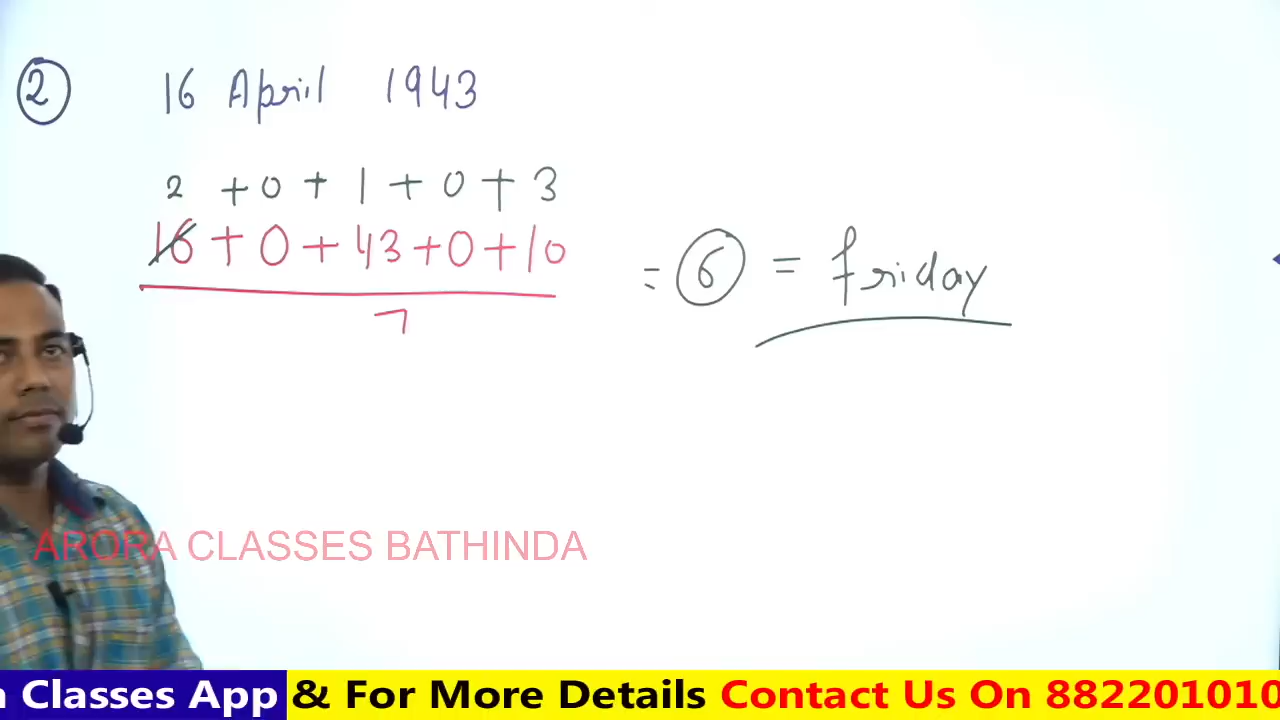 2 16 April 1943
2 + 0 + 1 + 0 + 3
16 + 0 + 43 + 0 + 10
7
= 6 = friday
ARORA CLASSES BATHINDA
Classes App & For More Details Contact Us On 882201010